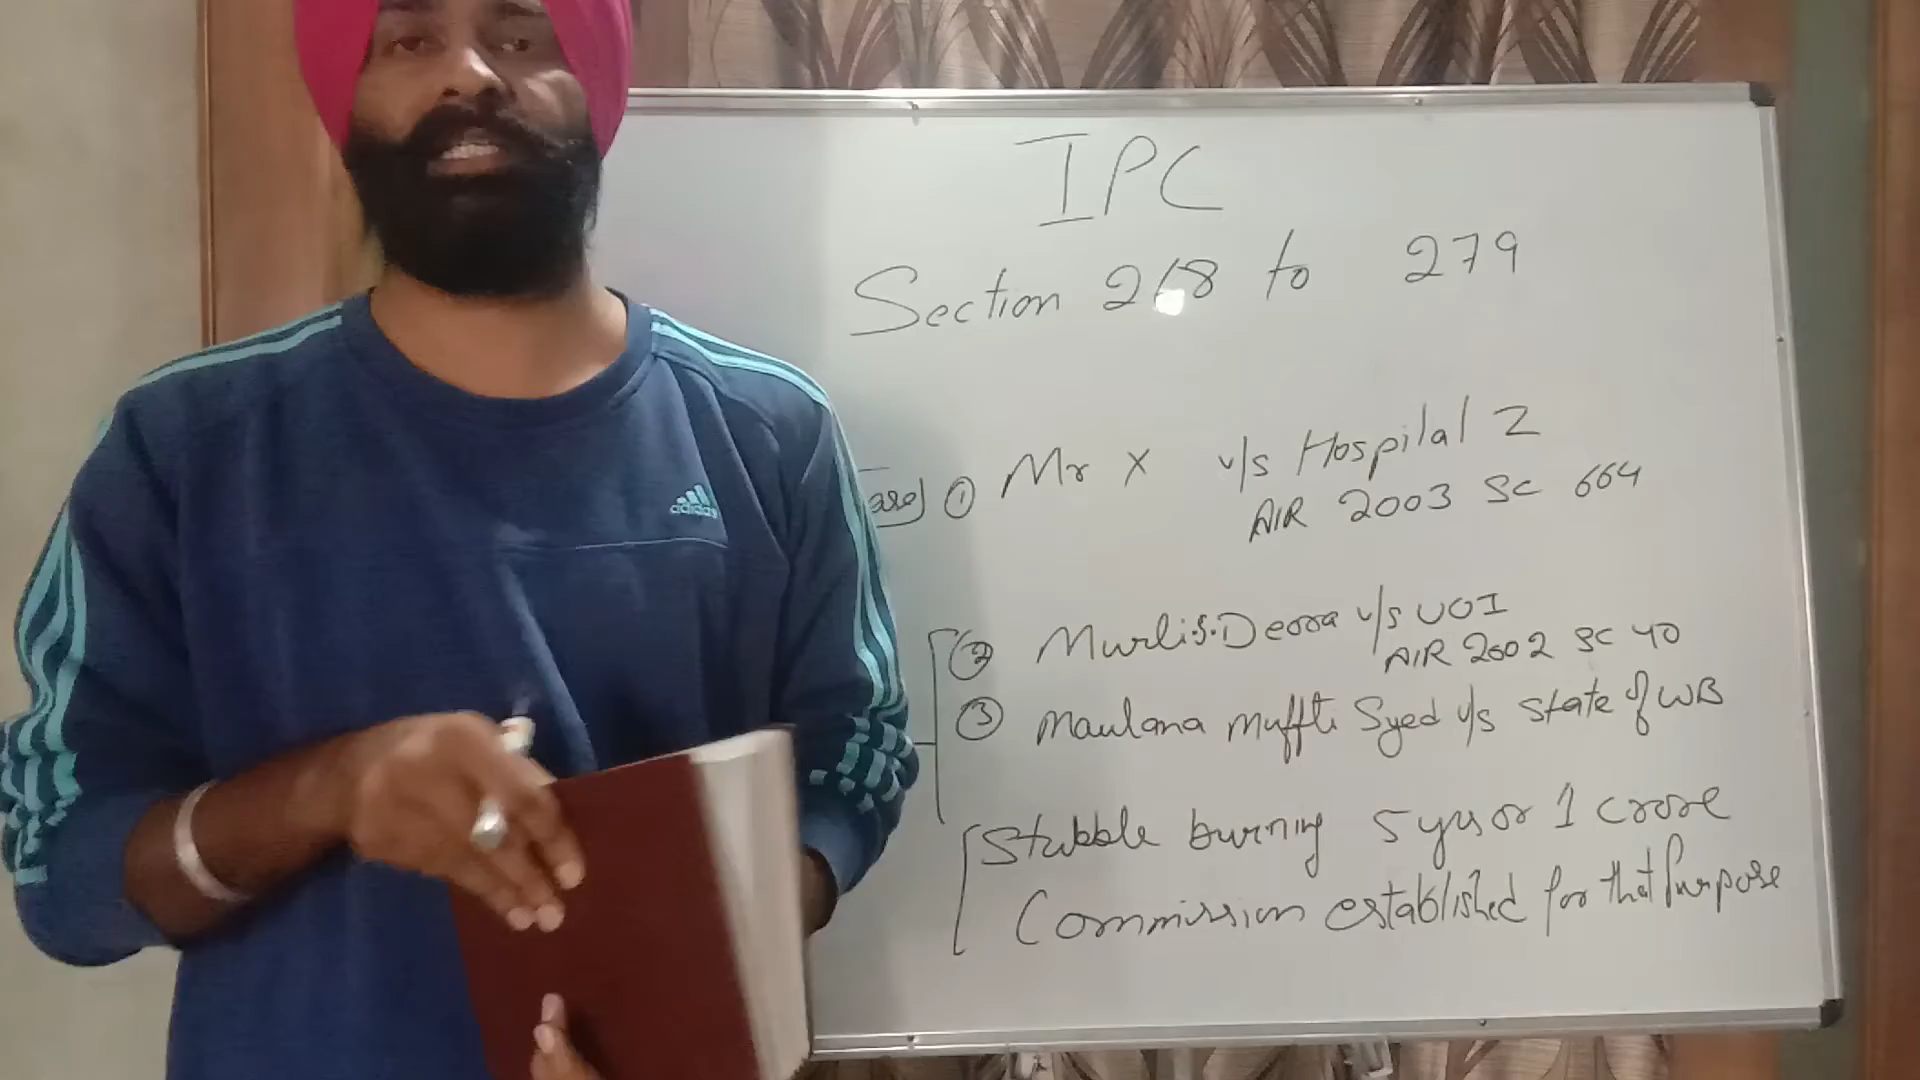 IPC
Section 268 to 279
① Mr X v/s Hospital Z
AIR 2003 SC 664
② Murli.S.Deora v/s UOI
AIR 2002 SC 40
③ Maulana Muffti Syed v/s State of WB
Stubble burning 5 yrs or 1 crore
Commission established for that Purpose
adidas